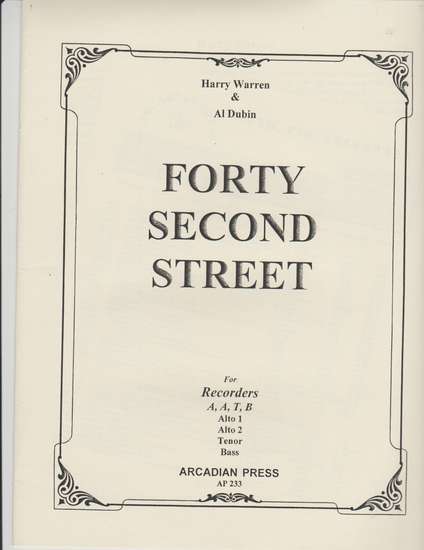 Harry Warren
&
Al Dubin
FORTY
SECOND
STREET
For
Recorders
A, A, T, B
Alto 1
Alto 2
Tenor
Bass
ARCADIAN PRESS
AP 233